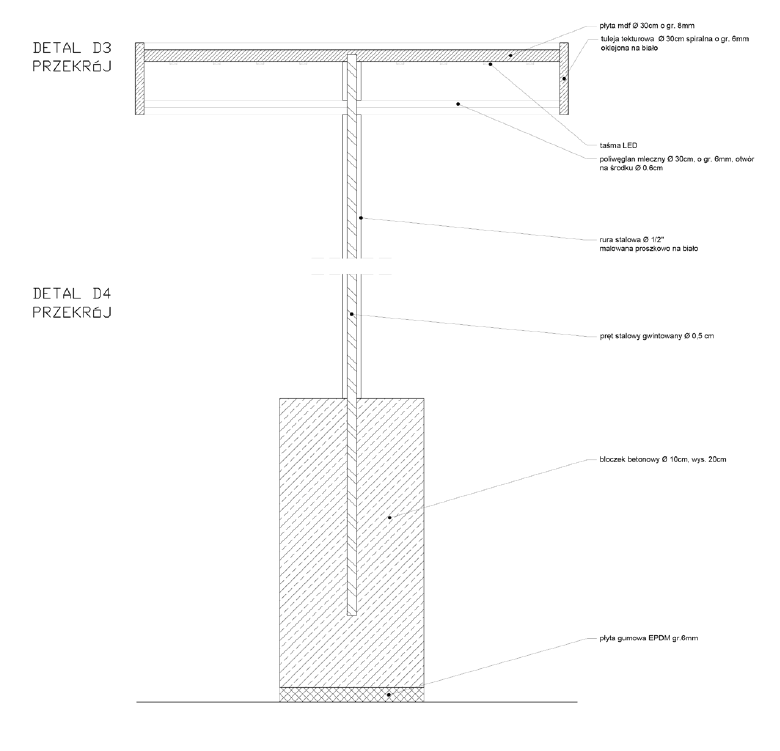 DETAL D3
PRZEKRÓJ
płyta mdf Ø 30cm o gr. 8mm
tuleja tekturowa Ø 30cm spiralna o gr. 6mm
oklejona na biało
taśma LED
poliwęglan mleczny Ø 30cm, o gr. 6mm, otwór
na środku Ø 0.6cm
rura stalowa Ø 1/2"
malowana proszkowo na biało
DETAL D4
PRZEKRÓJ
pręt stalowy gwintowany Ø 0,5 cm
bloczek betonowy Ø 10cm, wys. 20cm
płyta gumowa EPDM gr.6mm